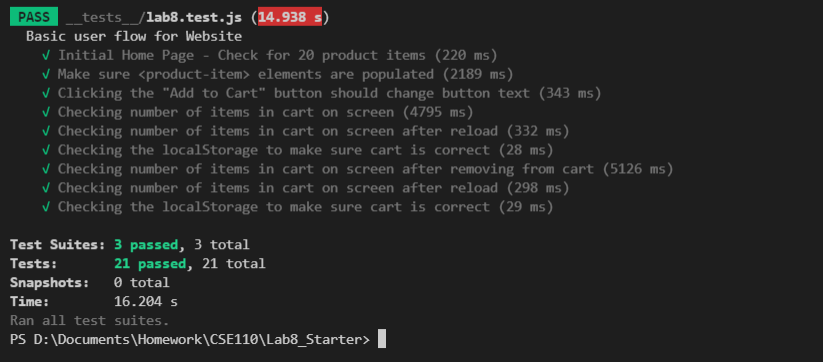 PASS __tests__/lab8.test.js (14.938 s)
Basic user flow for Website
√ Initial Home Page - Check for 20 product items (220 ms)
√ Make sure <product-item> elements are populated (2189 ms)
√ Clicking the "Add to Cart" button should change button text (343 ms)
√ Checking number of items in cart on screen (4795 ms)
√ Checking number of items in cart on screen after reload (332 ms)
√ Checking the localStorage to make sure cart is correct (28 ms)
√ Checking number of items in cart on screen after removing from cart (5126 ms)
√ Checking number of items in cart on screen after reload (298 ms)
√ Checking the localStorage to make sure cart is correct (29 ms)
Test Suites: 3 passed, 3 total
Tests: 21 passed, 21 total
Snapshots: 0 total
Time: 16.204 s
Ran all test suites.
PS D:\Documents\Homework\CSE110\Lab8_Starter>